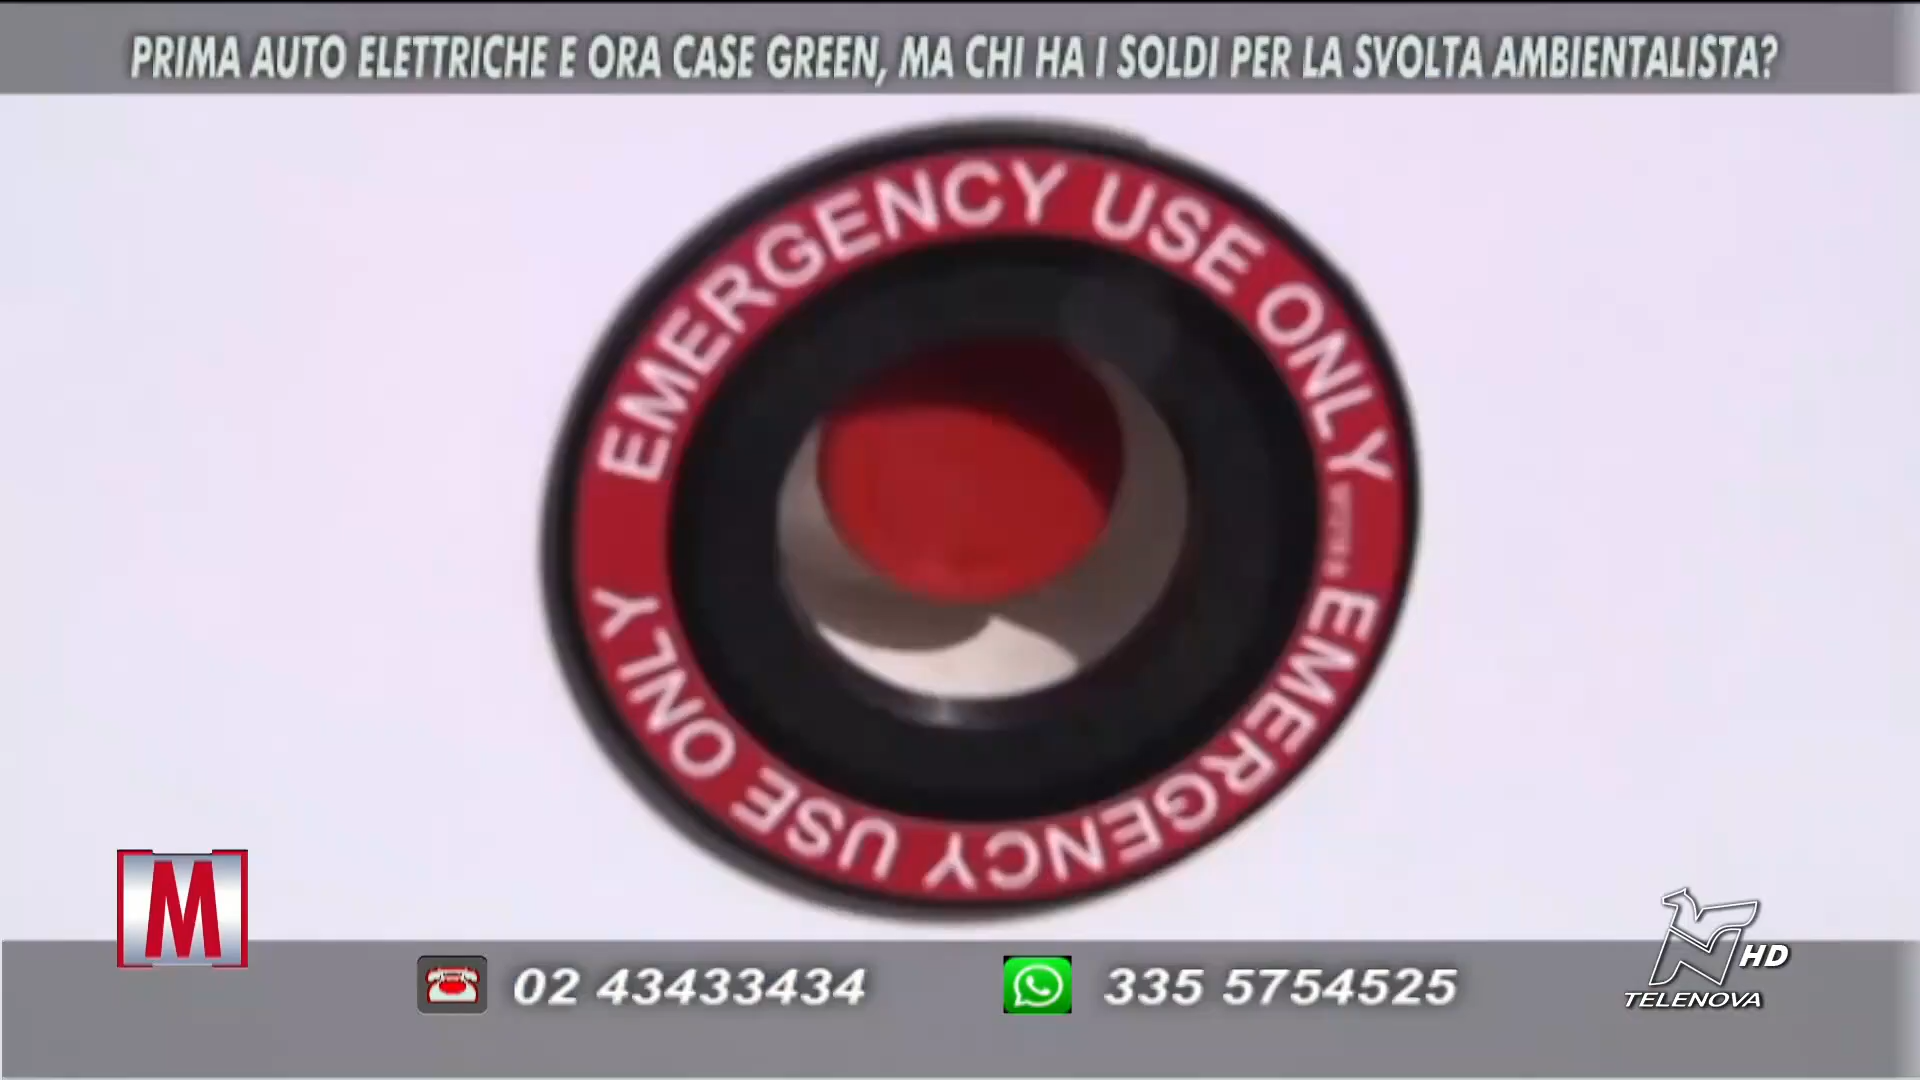 PRIMA AUTO ELETTRICHE E ORA CASE GREEN, MA CHI HA I SOLDI PER LA SVOLTA AMBIENTALISTA?
EMERGENCY USE ONLY
EMERGENCY USE ONLY
M
02 43433434
335 5754525
HD
TELENOVA